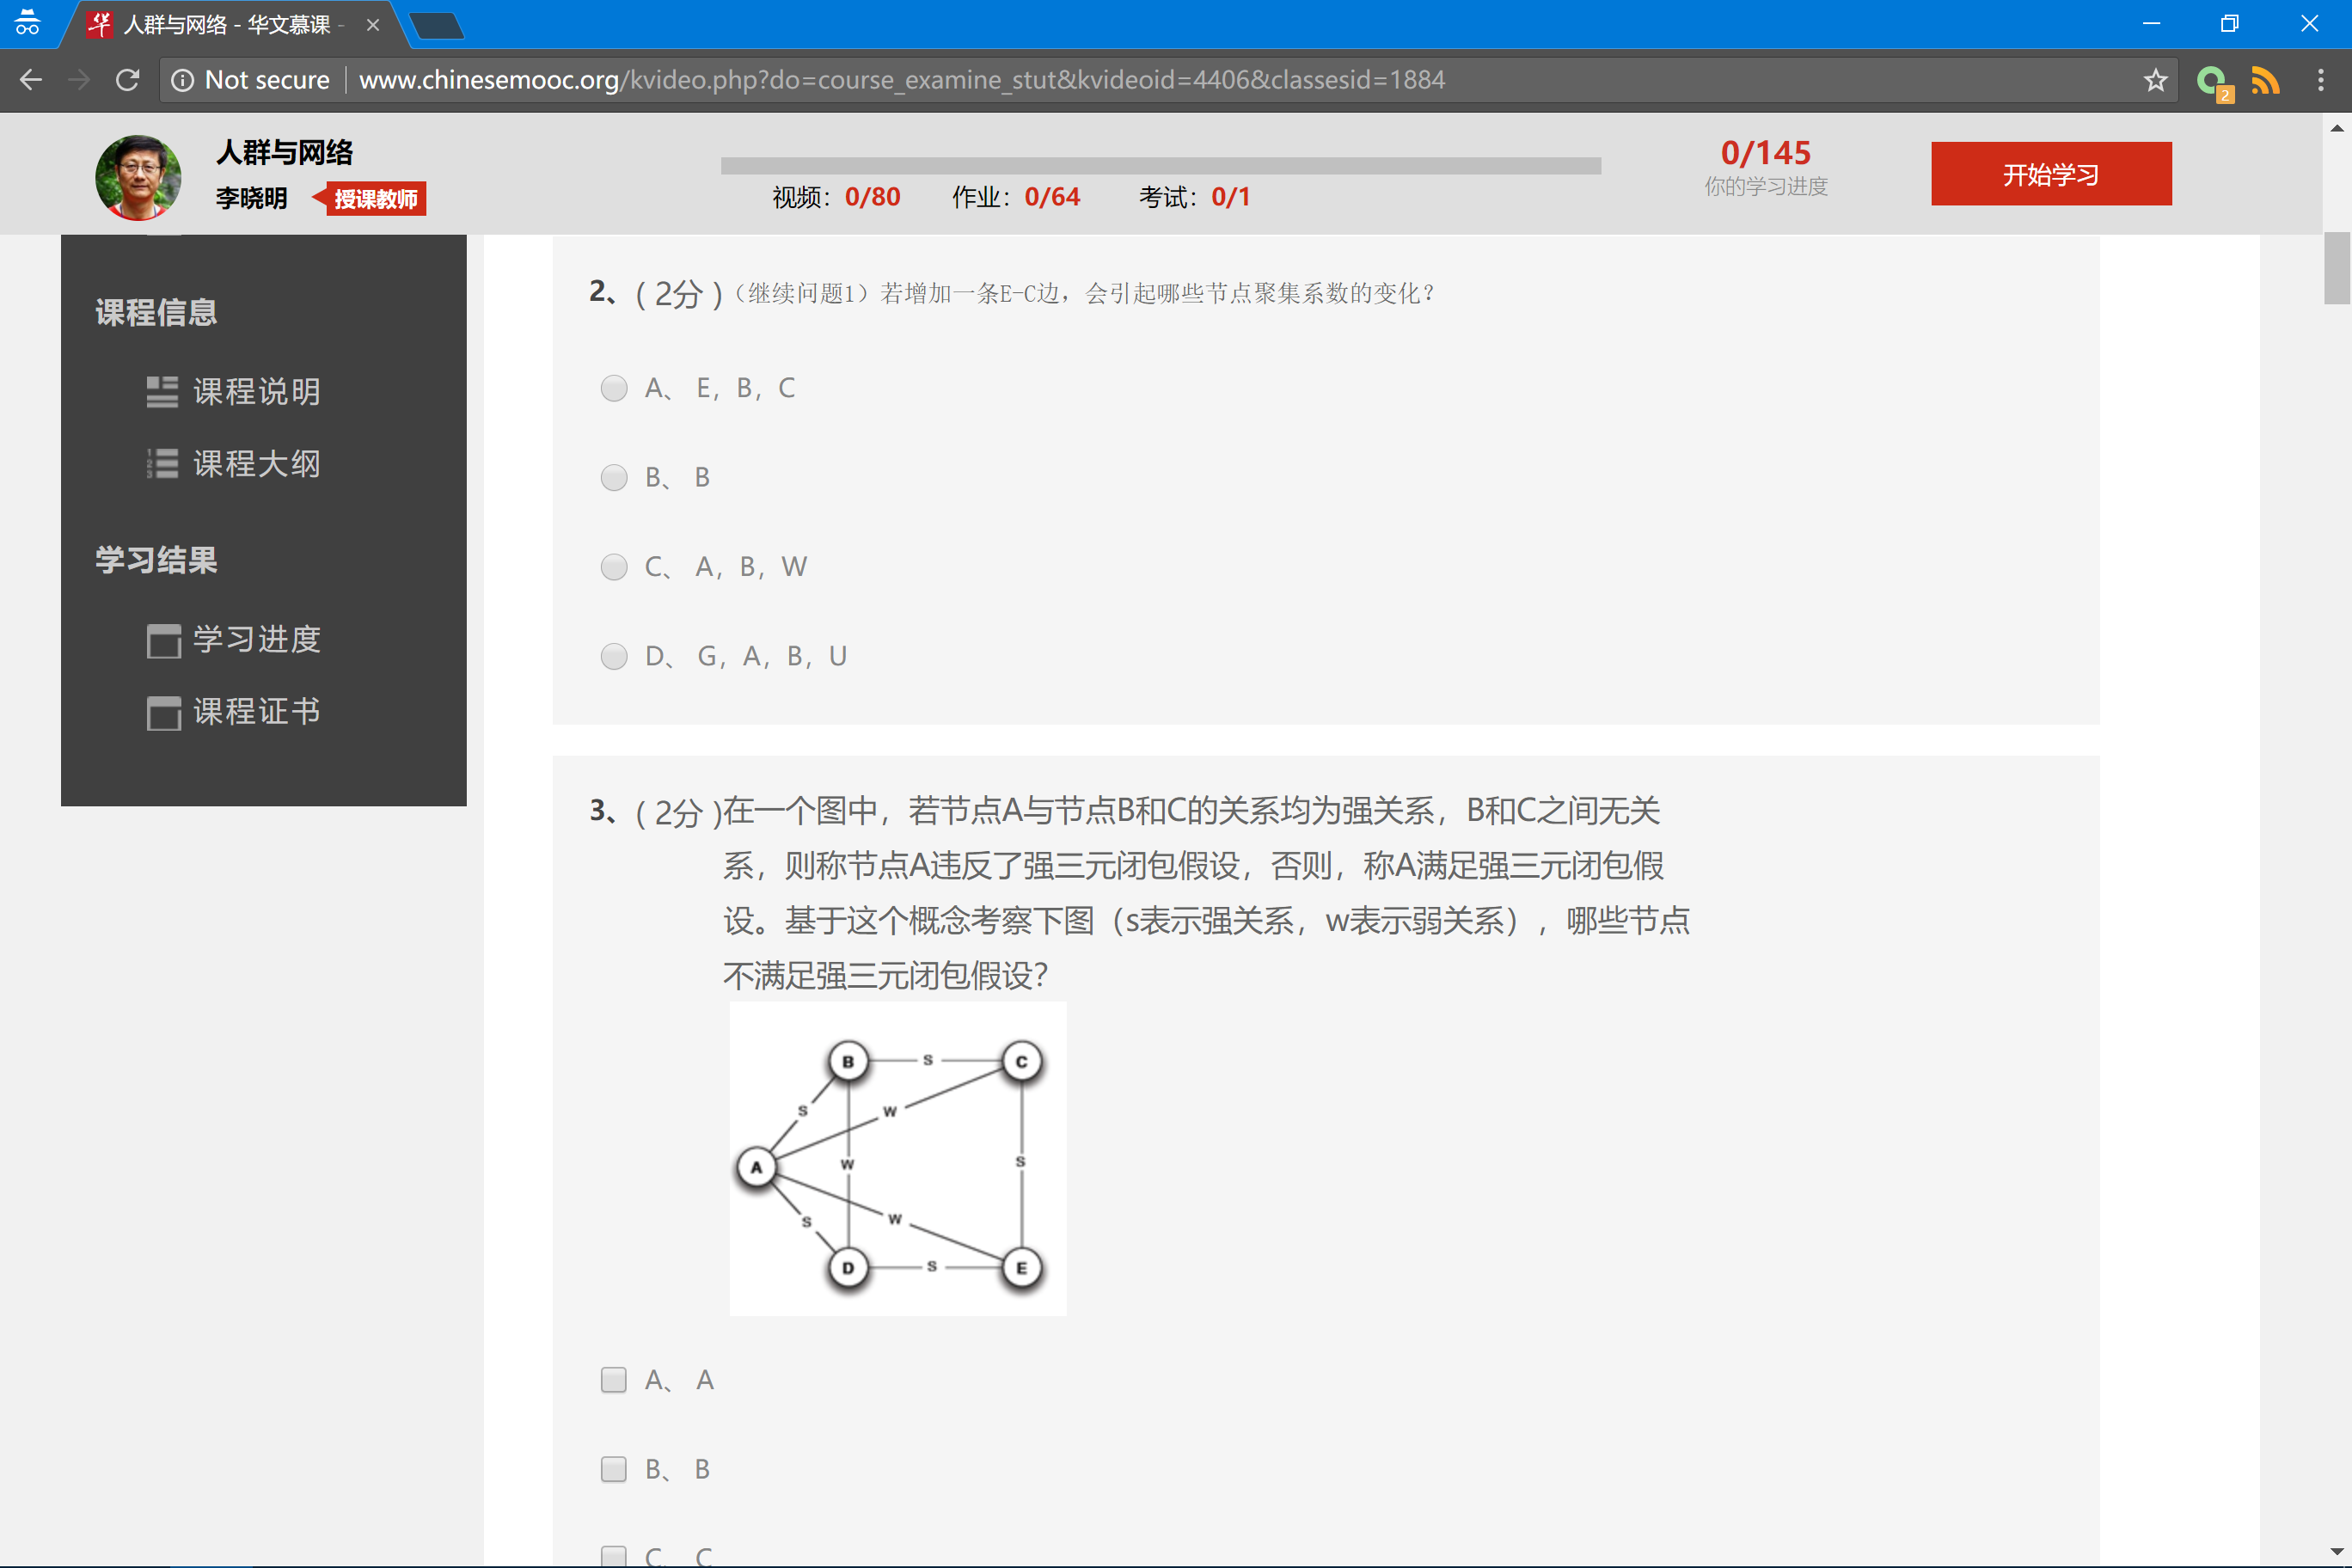 人群与网络 - 华文慕课 -
Not secure
www.chinesemooc.org/kvideo.php?do=course_examine_stut&kvideoid=4406&classesid=1884
2
人群与网络
李晓明
授课教师
视频：0/80
作业：0/64
考试：0/1
0/145
你的学习进度
开始学习
课程信息
课程说明
课程大纲
学习结果
学习进度
课程证书
2、( 2分 )（继续问题1）若增加一条E-C边，会引起哪些节点聚集系数的变化？
A、 E，B，C
B、 B
C、 A，B，W
D、 G，A，B，U
3、( 2分 )在一个图中，若节点A与节点B和C的关系均为强关系，B和C之间无关
系，则称节点A违反了强三元闭包假设，否则，称A满足强三元闭包假
设。基于这个概念考察下图（s表示强关系，w表示弱关系），哪些节点
不满足强三元闭包假设？
B S C
S W
A W S
W
S
D S E
A、 A
B、 B
C、 C